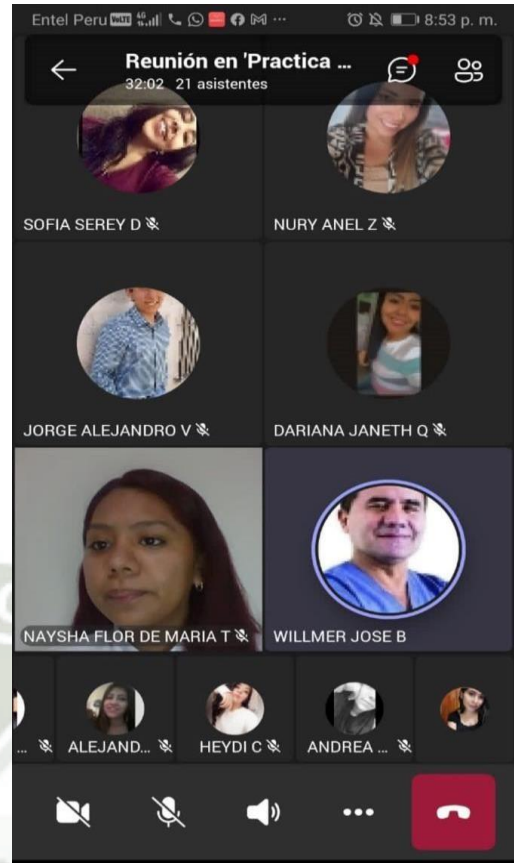 Entel Peru 8:53 p. m.
Reunión en 'Practica ...
32:02 21 asistentes
SOFIA SEREY D
NURY ANEL Z
JORGE ALEJANDRO V
DARIANA JANETH Q
NAYSHA FLOR DE MARIA T
WILLMER JOSE B
... ALEJAND... HEYDI C ANDREA ...